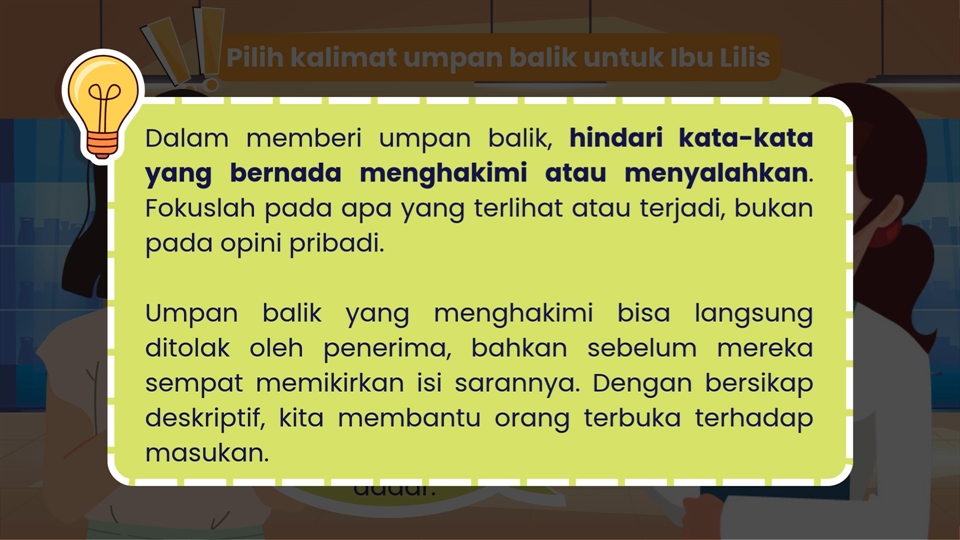 Pilih kalimat umpan balik untuk Ibu Lilis
Dalam memberi umpan balik, hindari kata-kata
yang bernada menghakimi atau menyalahkan.
Fokuslah pada apa yang terlihat atau terjadi, bukan
pada opini pribadi.
Umpan balik yang menghakimi bisa langsung
ditolak oleh penerima, bahkan sebelum mereka
sempat memikirkan isi sarannya. Dengan bersikap
deskriptif, kita membantu orang terbuka terhadap
masukan.